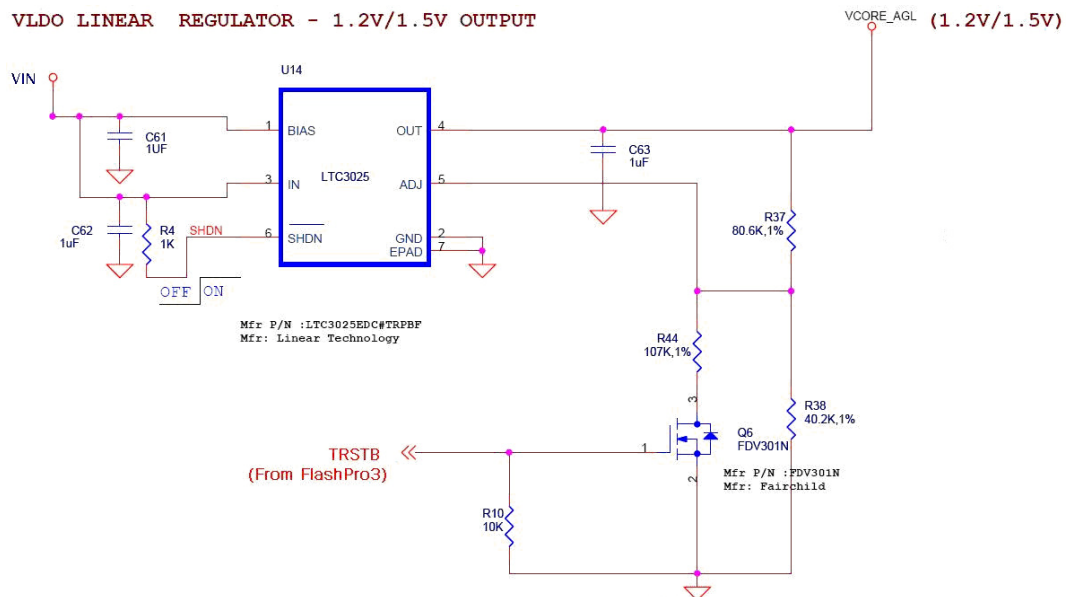 VLDO LINEAR REGULATOR - 1.2V/1.5V OUTPUT
VCORE_AGL (1.2V/1.5V)
VIN
U14
1 BIAS
OUT 4
C61
1UF
C63
1uF
LTC3025
3 IN
ADJ 5
R37
80.6K,1%
C62
1uF
R4
1K
SHDN
6 SHDN
GND 2
EPAD 7
OFF ON
Mfr P/N :LTC3025EDC#TRPBF
Mfr: Linear Technology
R44
107K,1%
R38
40.2K,1%
3
Q6
FDV301N
1
TRSTB
(From FlashPro3)
2
Mfr P/N :FDV301N
Mfr: Fairchild
R10
10K